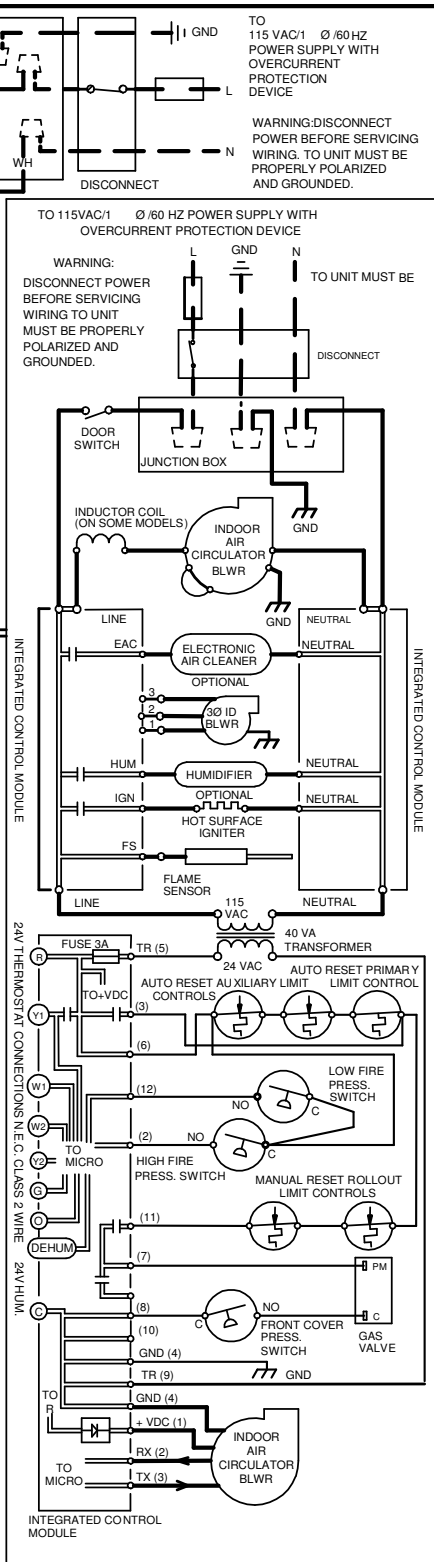 GND
TO
115 VAC/1 Ø /60 HZ
POWER SUPPLY WITH
OVERCURRENT
PROTECTION
DEVICE
L
WARNING:DISCONNECT
POWER BEFORE SERVICING
WIRING. TO UNIT MUST BE
PROPERLY POLARIZED
AND GROUNDED.
N
WH
DISCONNECT
TO 115VAC/1 Ø /60 HZ POWER SUPPLY WITH
OVERCURRENT PROTECTION DEVICE
WARNING:
DISCONNECT POWER
BEFORE SERVICING
WIRING TO UNIT
MUST BE PROPERLY
POLARIZED AND
GROUNDED.
L
GND
N
TO UNIT MUST BE
DISCONNECT
DOOR
SWITCH
JUNCTION BOX
GND
INDUCTOR COIL
(ON SOME MODELS)
INDOOR
AIR
CIRCULATOR
BLWR
GND
LINE
NEUTRAL
INTEGRATED CONTROL MODULE
INTEGRATED CONTROL MODULE
EAC
ELECTRONIC
AIR CLEANER
OPTIONAL
NEUTRAL
3
2
1
3Ø ID
BLWR
HUM
HUMIDIFIER
OPTIONAL
NEUTRAL
IGN
HOT SURFACE
IGNITER
NEUTRAL
FS
FLAME
SENSOR
LINE
115
VAC
NEUTRAL
40 VA
TRANSFORMER
24 VAC
24V THERMOSTAT CONNECTIONS N.E.C. CLASS 2 WIRE
24V HUM.
R
FUSE 3A
TR (5)
TO+VDC
AUTO RESET AUXILIARY LIMIT
CONTROLS
AUTO RESET PRIMARY
LIMIT CONTROL
Y1
(3)
(6)
W1
(12)
LOW FIRE
PRESS.
SWITCH
NO
C
W2
TO
MICRO
(2)
NO
C
HIGH FIRE
PRESS. SWITCH
Y2
G
O
DEHUM
MANUAL RESET ROLLOUT
LIMIT CONTROLS
(11)
(7)
PM
C
GAS
VALVE
C
(8)
C
NO
FRONT COVER
PRESS.
SWITCH
(10)
GND (4)
GND
TR (9)
GND (4)
TO
R
+ VDC (1)
RX (2)
TO
MICRO
TX (3)
INDOOR
AIR
CIRCULATOR
BLWR
INTEGRATED CONTROL
MODULE